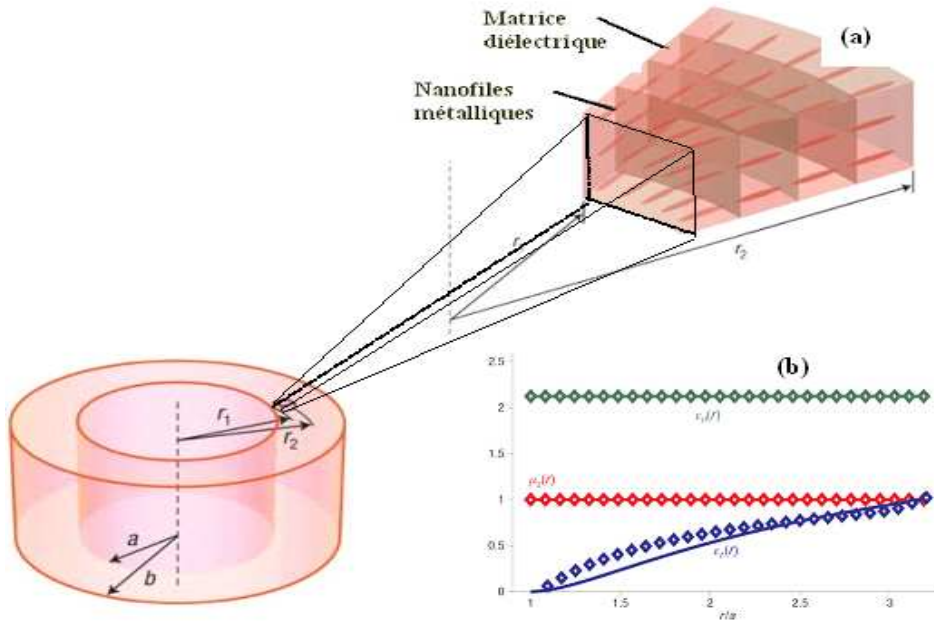 Matrice
diélectrique
(a)
Nanofiles
métalliques
r
r₂
r₁
r₂
a
b
(b)
2.5
2
1.5
1
0.5
0
μ_z(r)
1
1.5
2
2.5
3
r/a